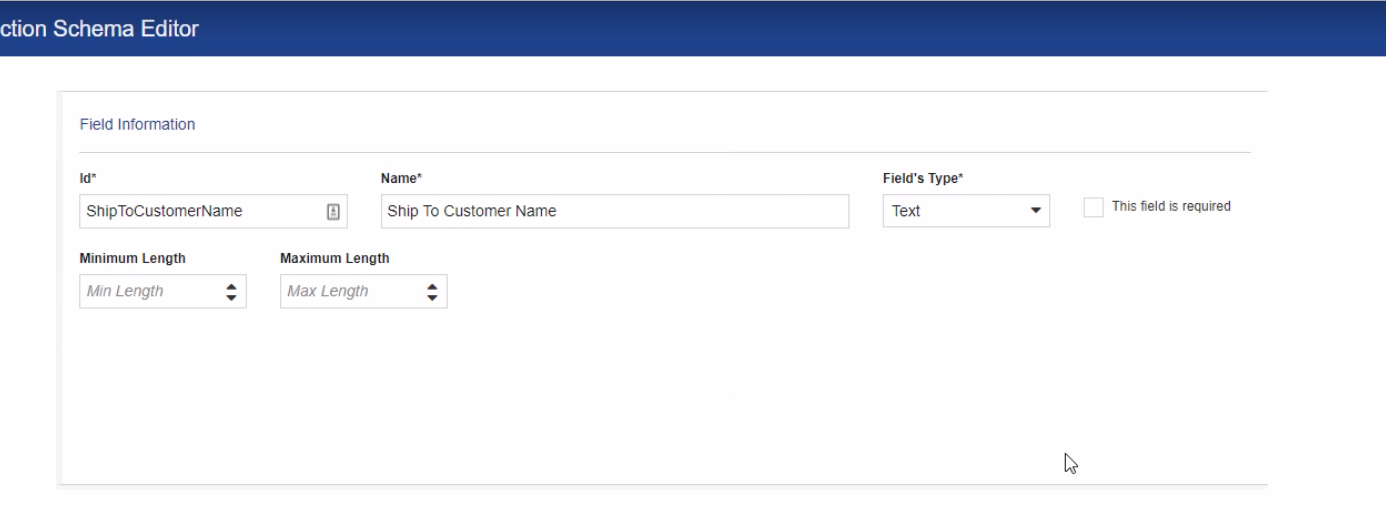 ction Schema Editor
Field Information
Id* Name* Field's Type*
ShipToCustomerName Ship To Customer Name Text This field is required
Minimum Length Maximum Length
Min Length Max Length